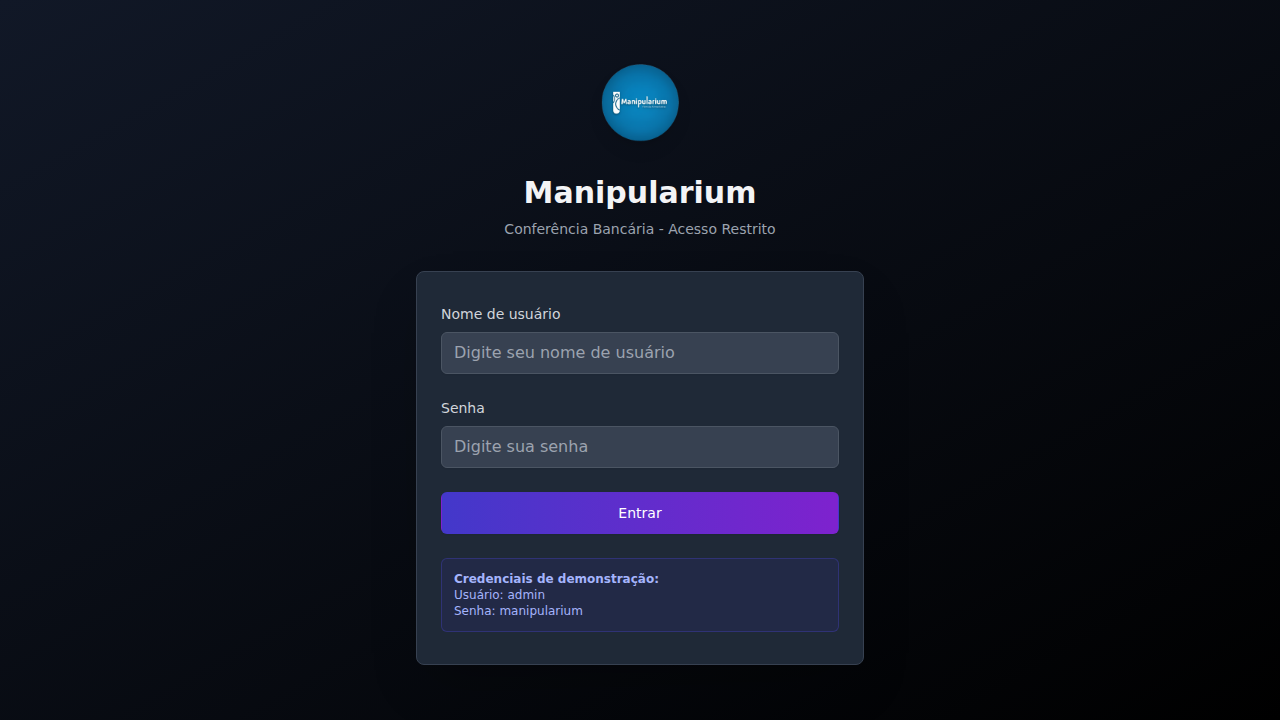 Manipularium
Manipularium
Conferência Bancária - Acesso Restrito
Nome de usuário
Digite seu nome de usuário
Senha
Digite sua senha
Entrar
Credenciais de demonstração:
Usuário: admin
Senha: manipularium